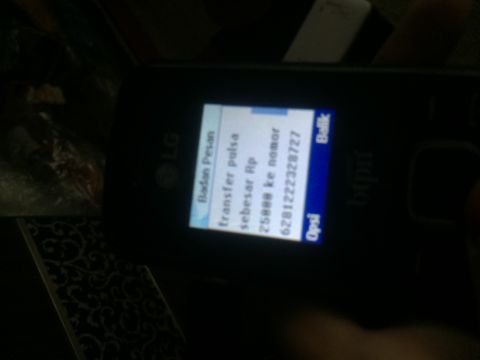 LG
Badan Pesan
transfer pulsa
sebesar Rp
25000 ke nomor
6281222328727
Opsi Balik